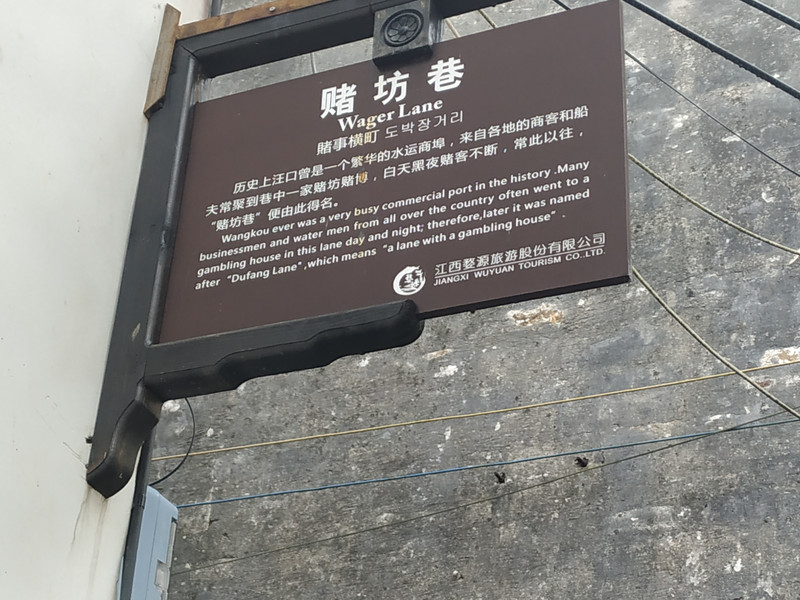 赌坊巷
Wager Lane
賭事横町 도박장거리
历史上汪口曾是一个繁华的水运商埠，来自各地的商客和船
夫常聚到巷中一家赌坊赌博，白天黑夜赌客不断，常此以往，
“赌坊巷”便由此得名。
Wangkou ever was a very busy commercial port in the history .Many
businessmen and water men from all over the country often went to a
gambling house in this lane day and night; therefore,later it was named
after “Dufang Lane”,which means “a lane with a gambling house”.
江西婺源旅游股份有限公司
JIANGXI WUYUAN TOURISM CO.,LTD.